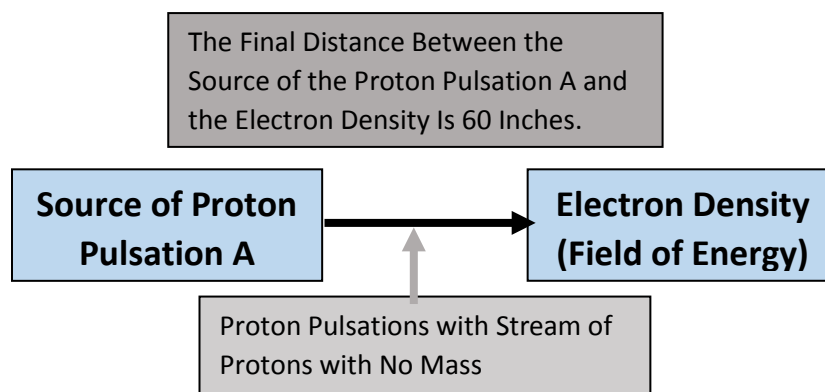 The Final Distance Between the
Source of the Proton Pulsation A and
the Electron Density Is 60 Inches.
Source of Proton
Pulsation A
Electron Density
(Field of Energy)
Proton Pulsations with Stream of
Protons with No Mass